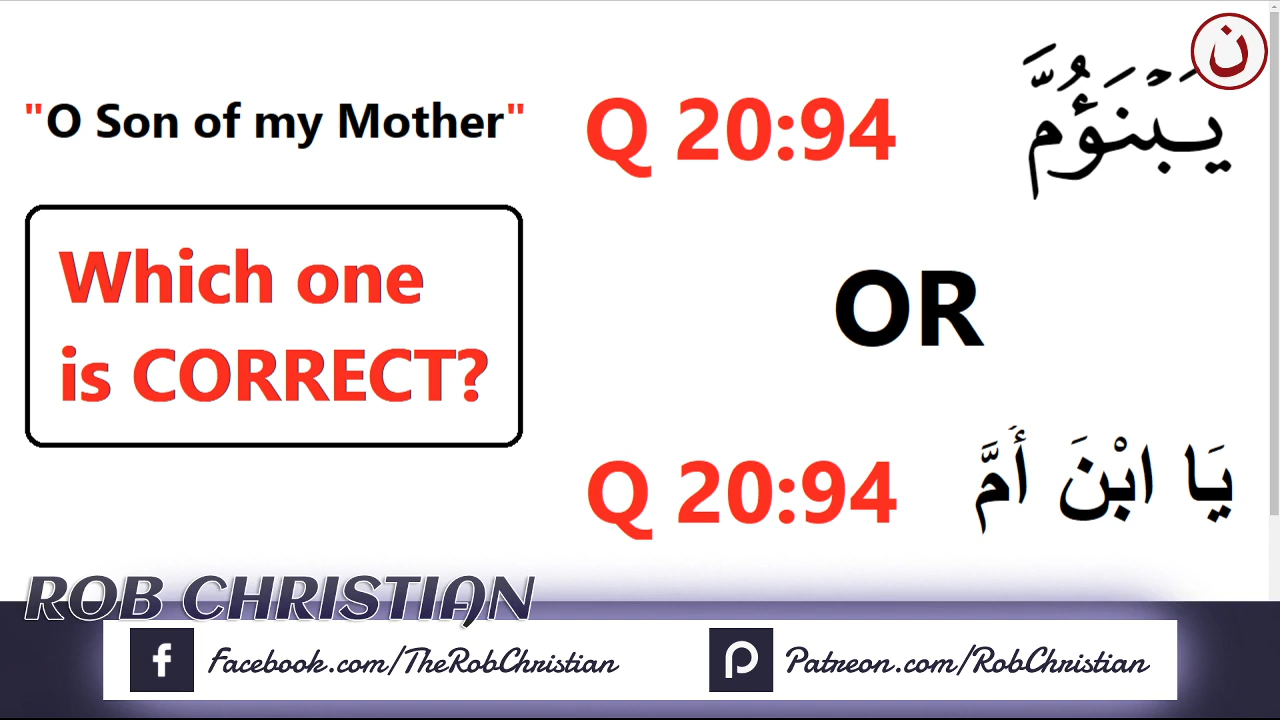 ن
"O Son of my Mother"
Q 20:94
يَبْنَؤُمَّ
Which one
is CORRECT?
OR
Q 20:94
يَا ابْنَ أُمَّ
ROB CHRISTIAN
f
Facebook.com/TheRobChristian
Patreon.com/RobChristian